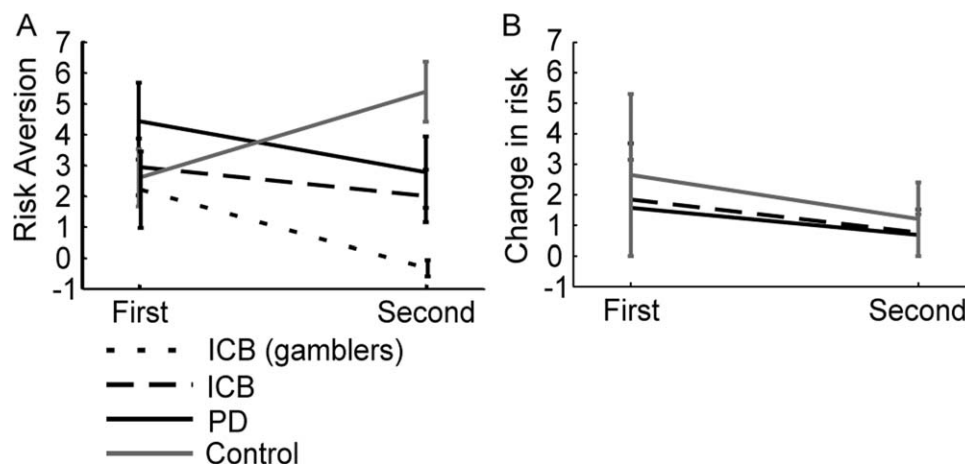 A
Risk Aversion
7
6
5
4
3
2
1
0
-1
First Second
B
Change in risk
7
6
5
4
3
2
1
0
-1
First Second
ICB (gamblers)
ICB
PD
Control